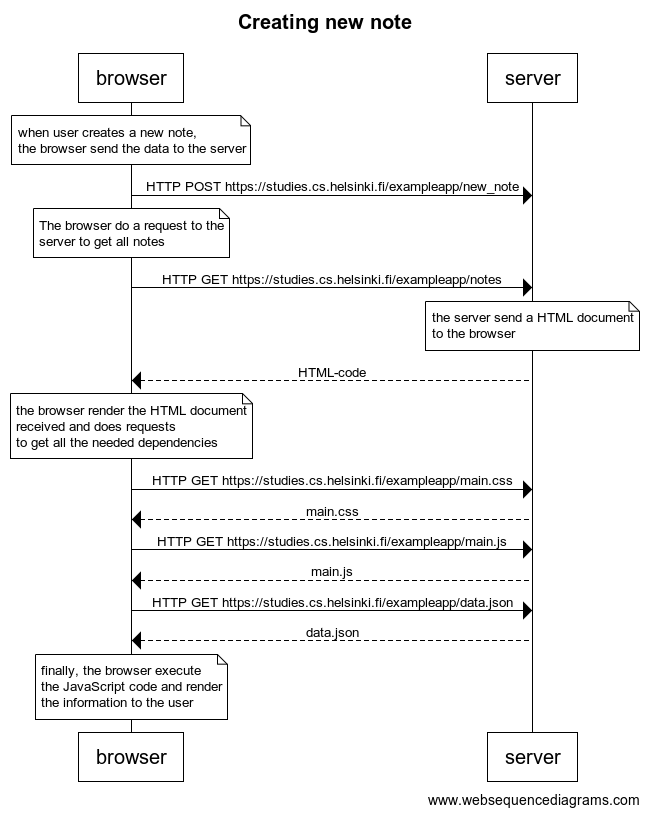 Creating new note
browser
server
when user creates a new note,
the browser send the data to the server
HTTP POST https://studies.cs.helsinki.fi/exampleapp/new_note
The browser do a request to the
server to get all notes
HTTP GET https://studies.cs.helsinki.fi/exampleapp/notes
the server send a HTML document
to the browser
HTML-code
the browser render the HTML document
received and does requests
to get all the needed dependencies
HTTP GET https://studies.cs.helsinki.fi/exampleapp/main.css
main.css
HTTP GET https://studies.cs.helsinki.fi/exampleapp/main.js
main.js
HTTP GET https://studies.cs.helsinki.fi/exampleapp/data.json
data.json
finally, the browser execute
the JavaScript code and render
the information to the user
browser
server
www.websequencediagrams.com